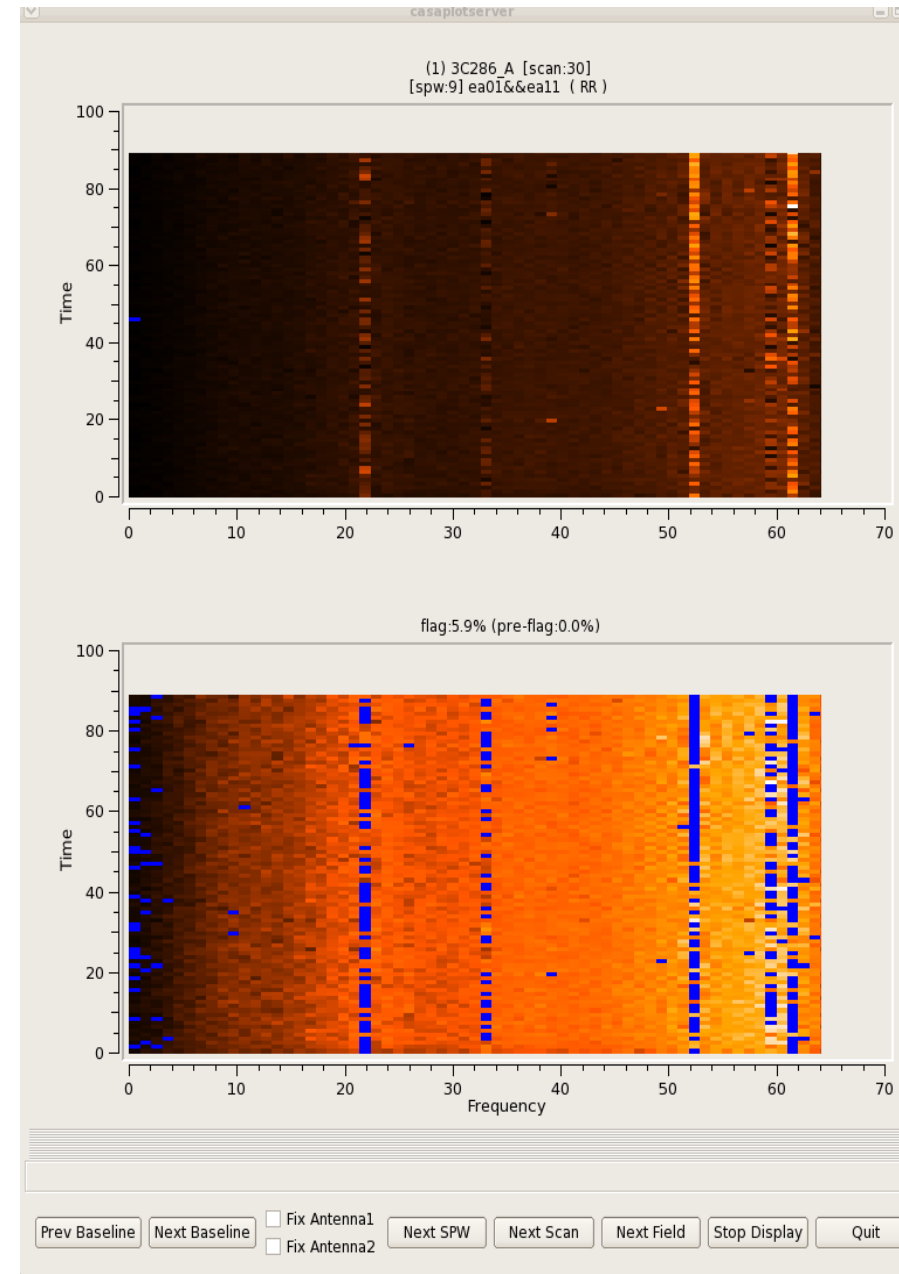 casaplotserver
(1) 3C286_A [scan:30]
[spw:9] ea01&&ea11 ( RR )
100
80
60
40
20
0
Time
0 10 20 30 40 50 60 70
flag:5.9% (pre-flag:0.0%)
100
80
60
40
20
0
Time
0 10 20 30 40 50 60 70
Frequency
Prev Baseline Next Baseline Fix Antenna1 Next SPW Next Scan Next Field Stop Display Quit
Fix Antenna2